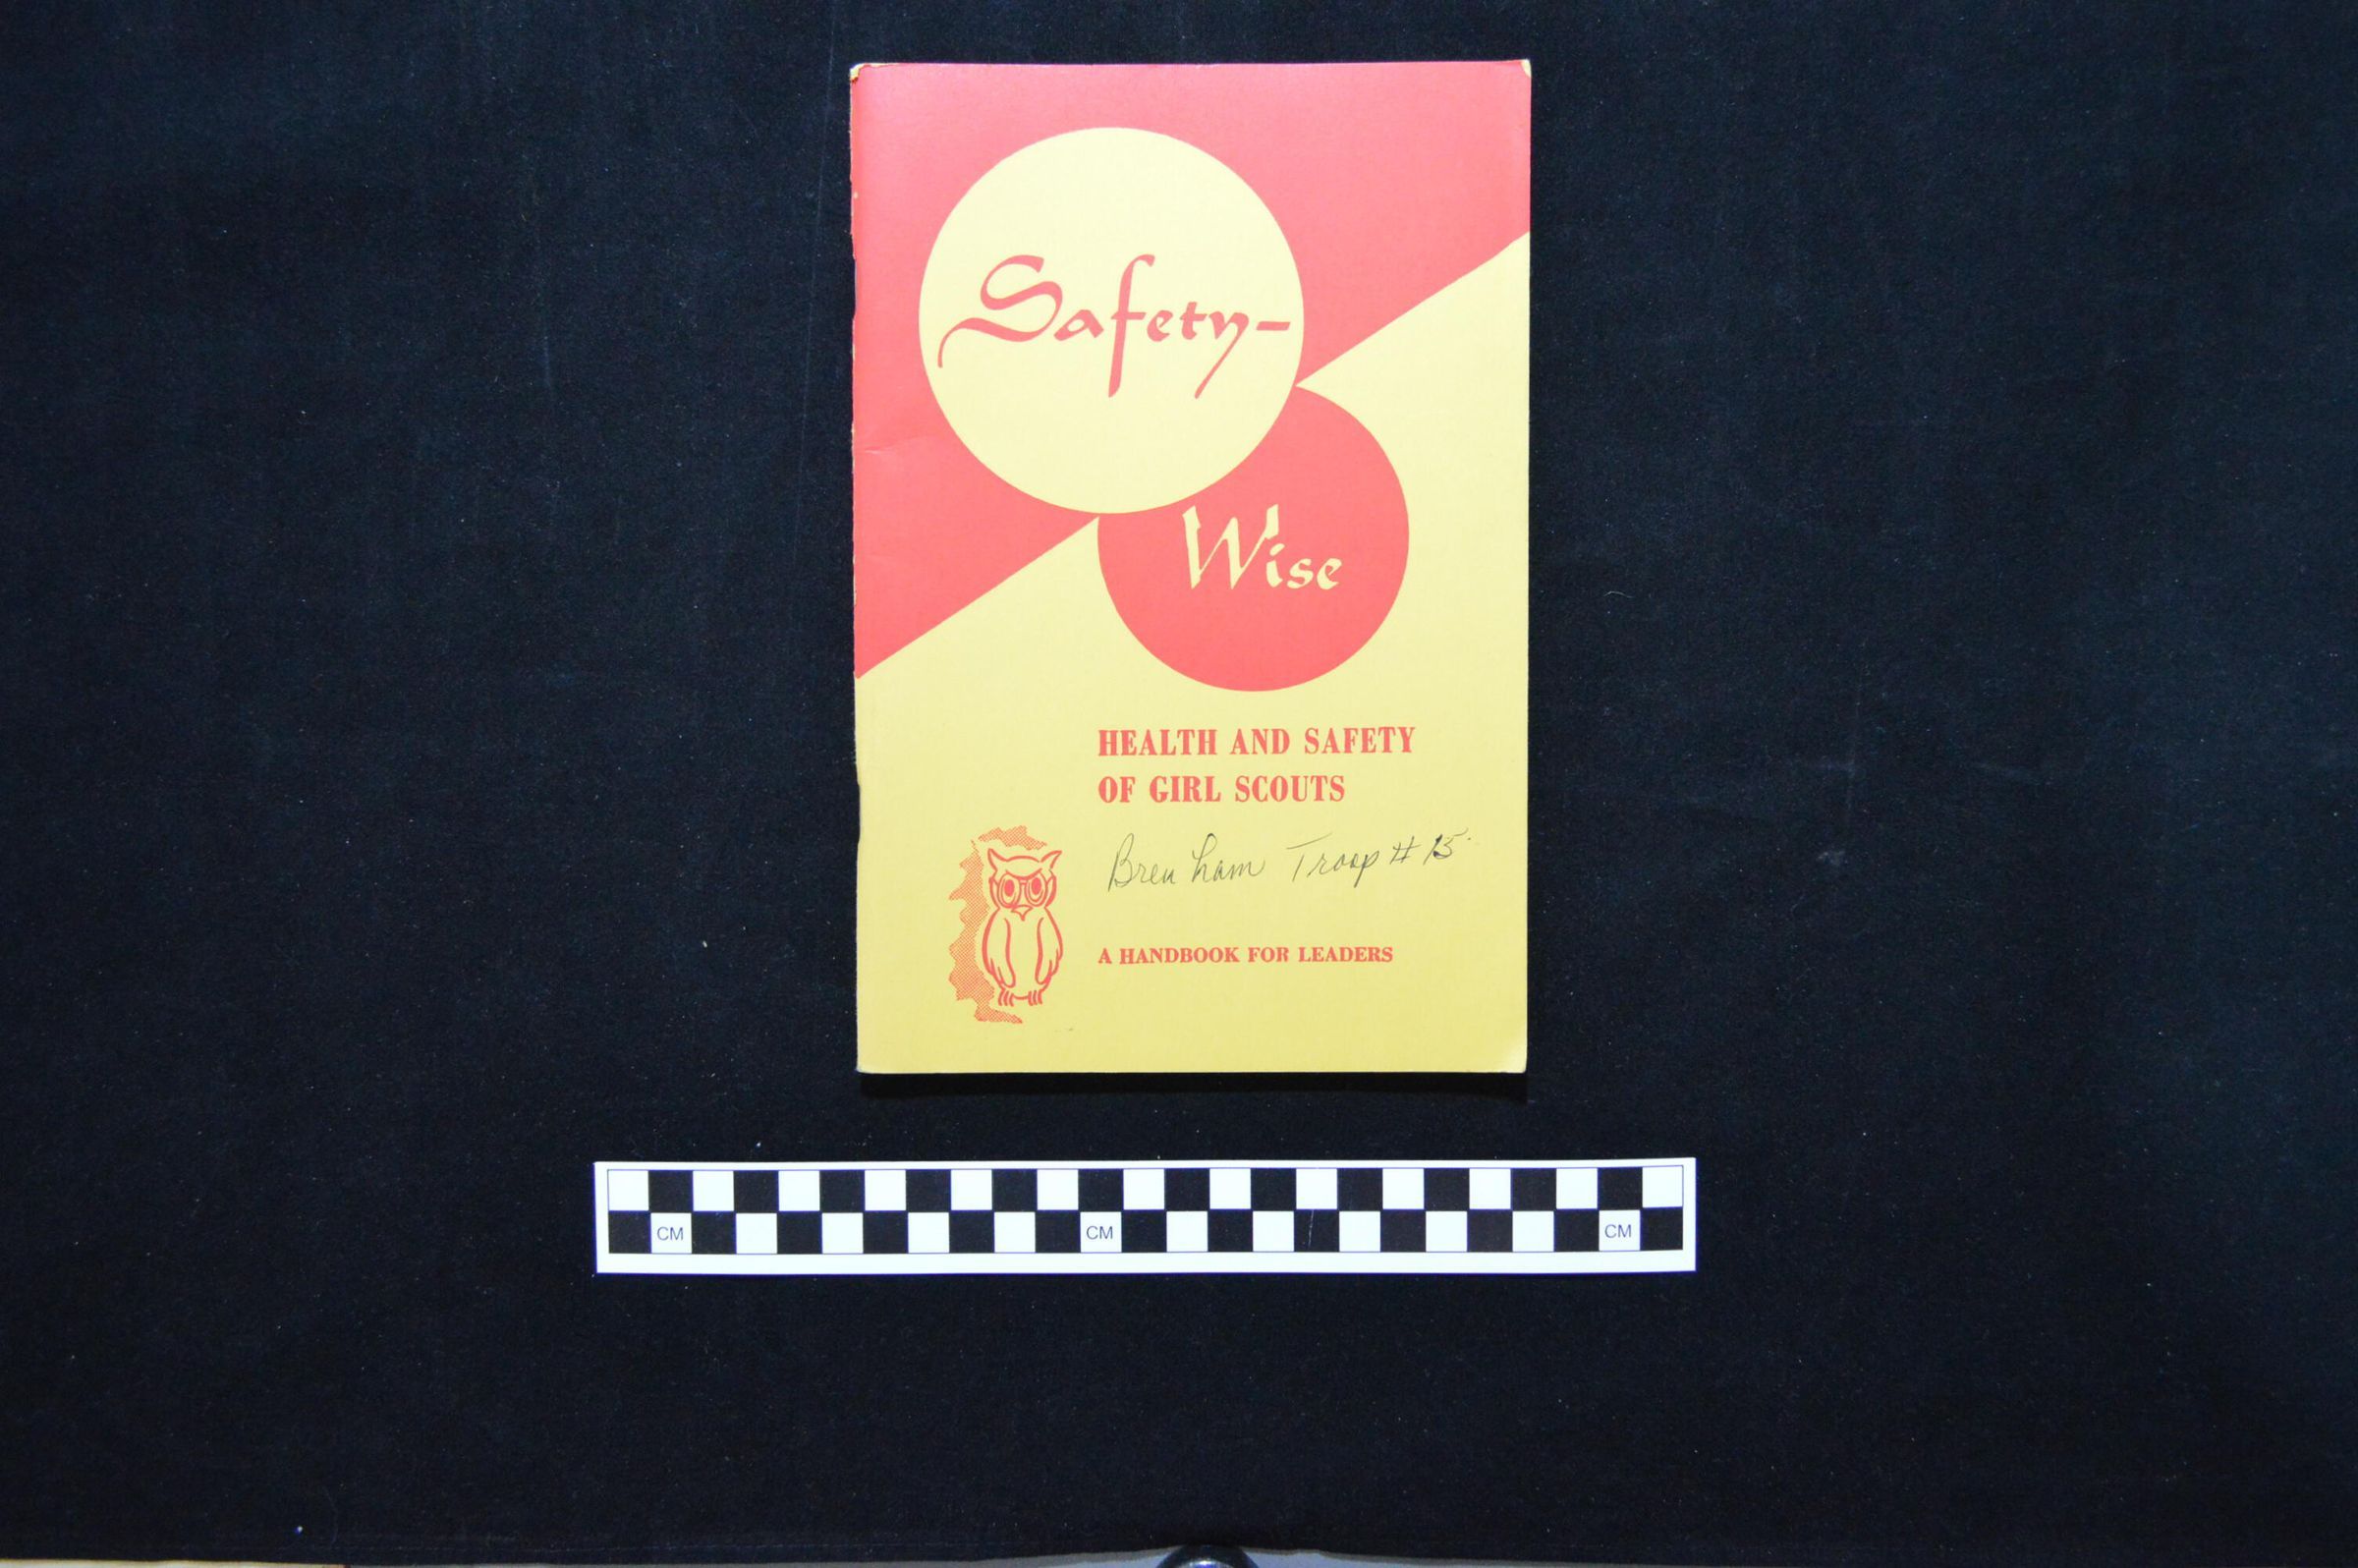 Safety-
Wise
HEALTH AND SAFETY
OF GIRL SCOUTS
Brenham Troop # 15
A HANDBOOK FOR LEADERS
CM CM CM